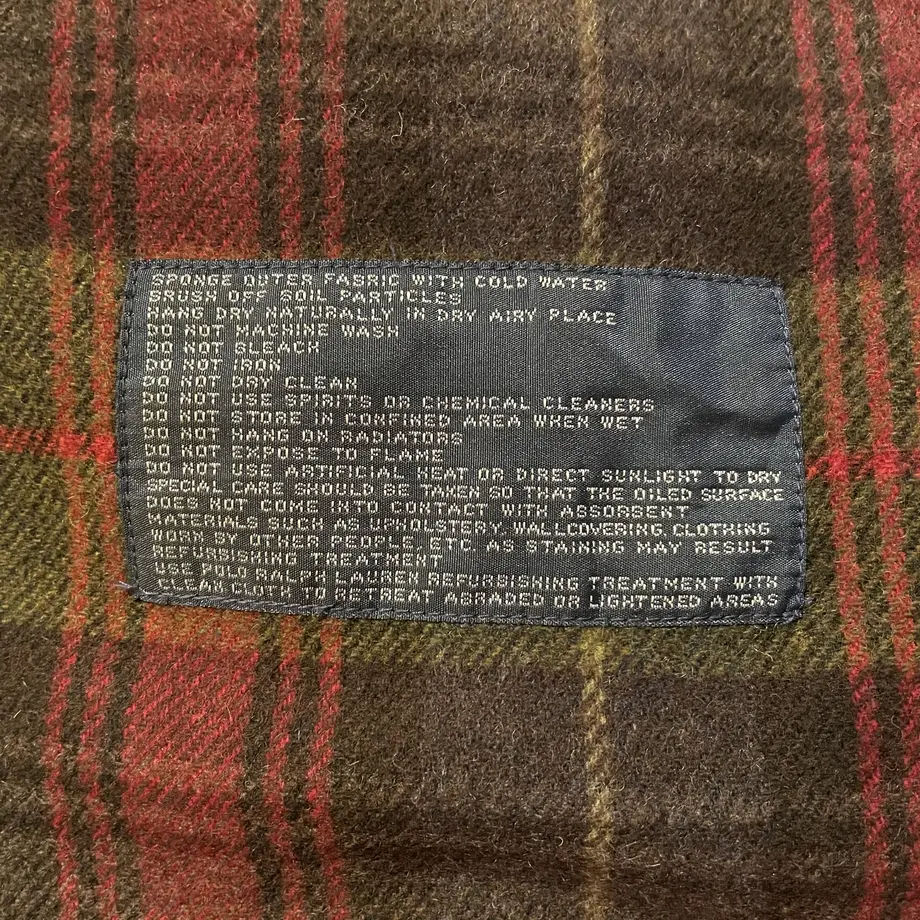 SPONGE OUTER FABRIC WITH COLD WATER
BRUSH OFF SOIL PARTICLES
HANG DRY NATURALLY IN DRY AIRY PLACE
DO NOT MACHINE WASH
DO NOT BLEACH
DO NOT IRON
DO NOT DRY CLEAN
DO NOT USE SPIRITS OR CHEMICAL CLEANERS
DO NOT STORE IN CONFINED AREA WHEN WET
DO NOT HANG ON RADIATORS
DO NOT EXPOSE TO FLAME
DO NOT USE ARTIFICIAL HEAT OR DIRECT SUNLIGHT TO DRY
SPECIAL CARE SHOULD BE TAKEN SO THAT THE OILED SURFACE
DOES NOT COME INTO CONTACT WITH ABSORBENT
MATERIALS SUCH AS UPHOLSTERY, WALLCOVERING, CLOTHING
WORN BY OTHER PEOPLE, ETC. AS STAINING MAY RESULT
REFURBISHING TREATMENT
USE POLO RALPH LAUREN REFURBISHING TREATMENT WITH
CLEAN CLOTH TO RETREAT ABRADED OR LIGHTENED AREAS